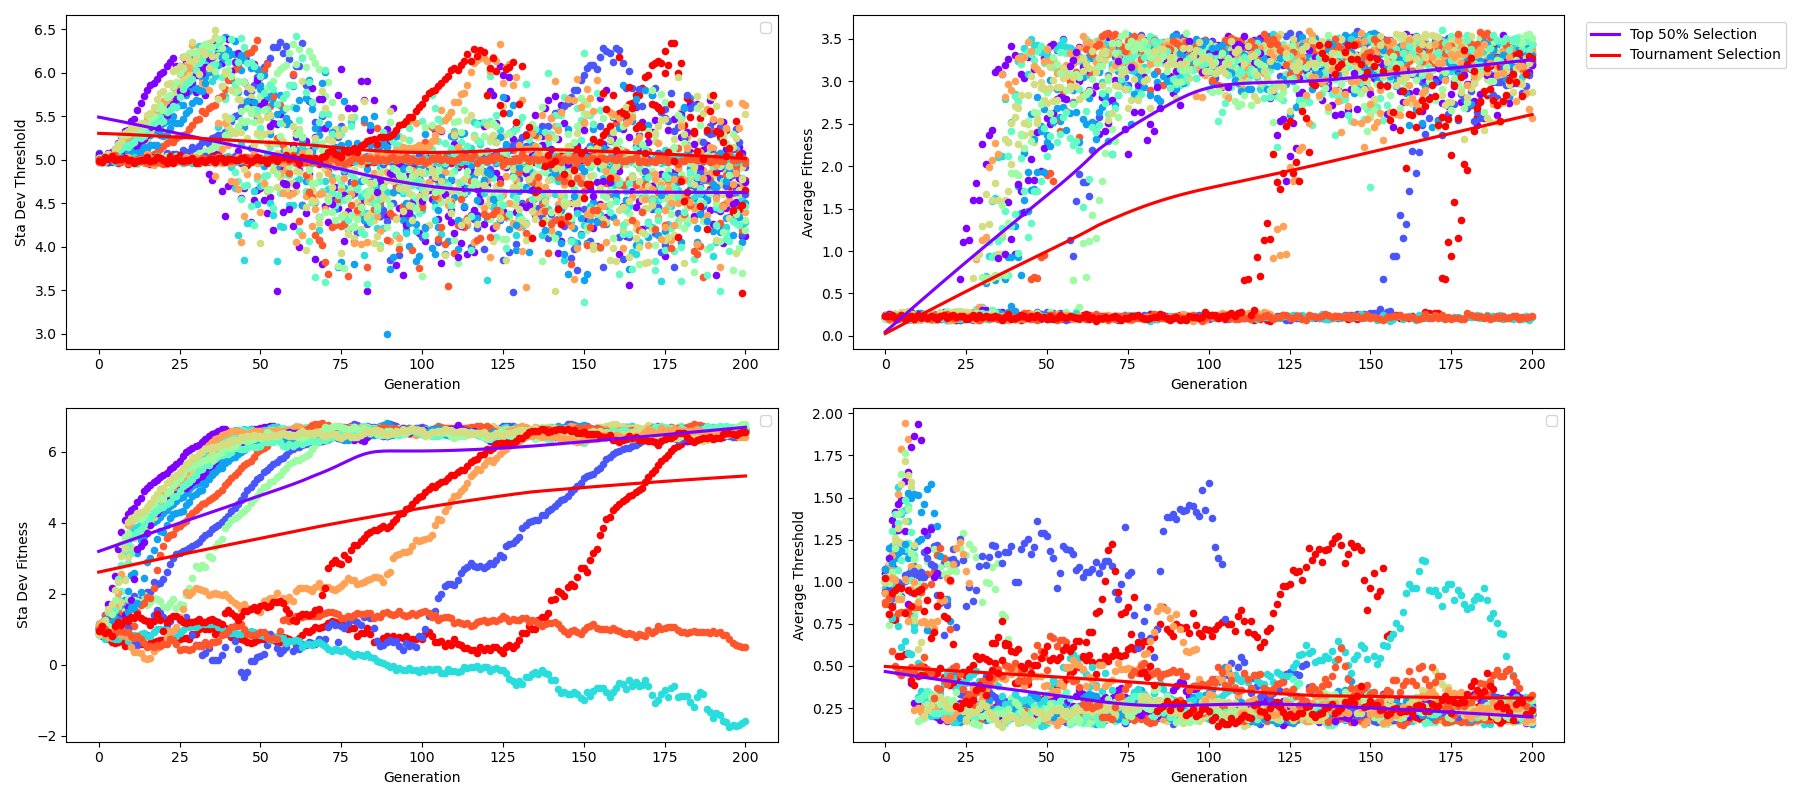 Sta Dev Threshold
6.5
6.0
5.5
5.0
4.5
4.0
3.5
3.0
0 25 50 75 100 125 150 175 200
Generation
Average Fitness
3.5
3.0
2.5
2.0
1.5
1.0
0.5
0.0
0 25 50 75 100 125 150 175 200
Generation
Top 50% Selection
Tournament Selection
Sta Dev Fitness
6
4
2
0
−2
0 25 50 75 100 125 150 175 200
Generation
Average Threshold
2.00
1.75
1.50
1.25
1.00
0.75
0.50
0.25
0 25 50 75 100 125 150 175 200
Generation